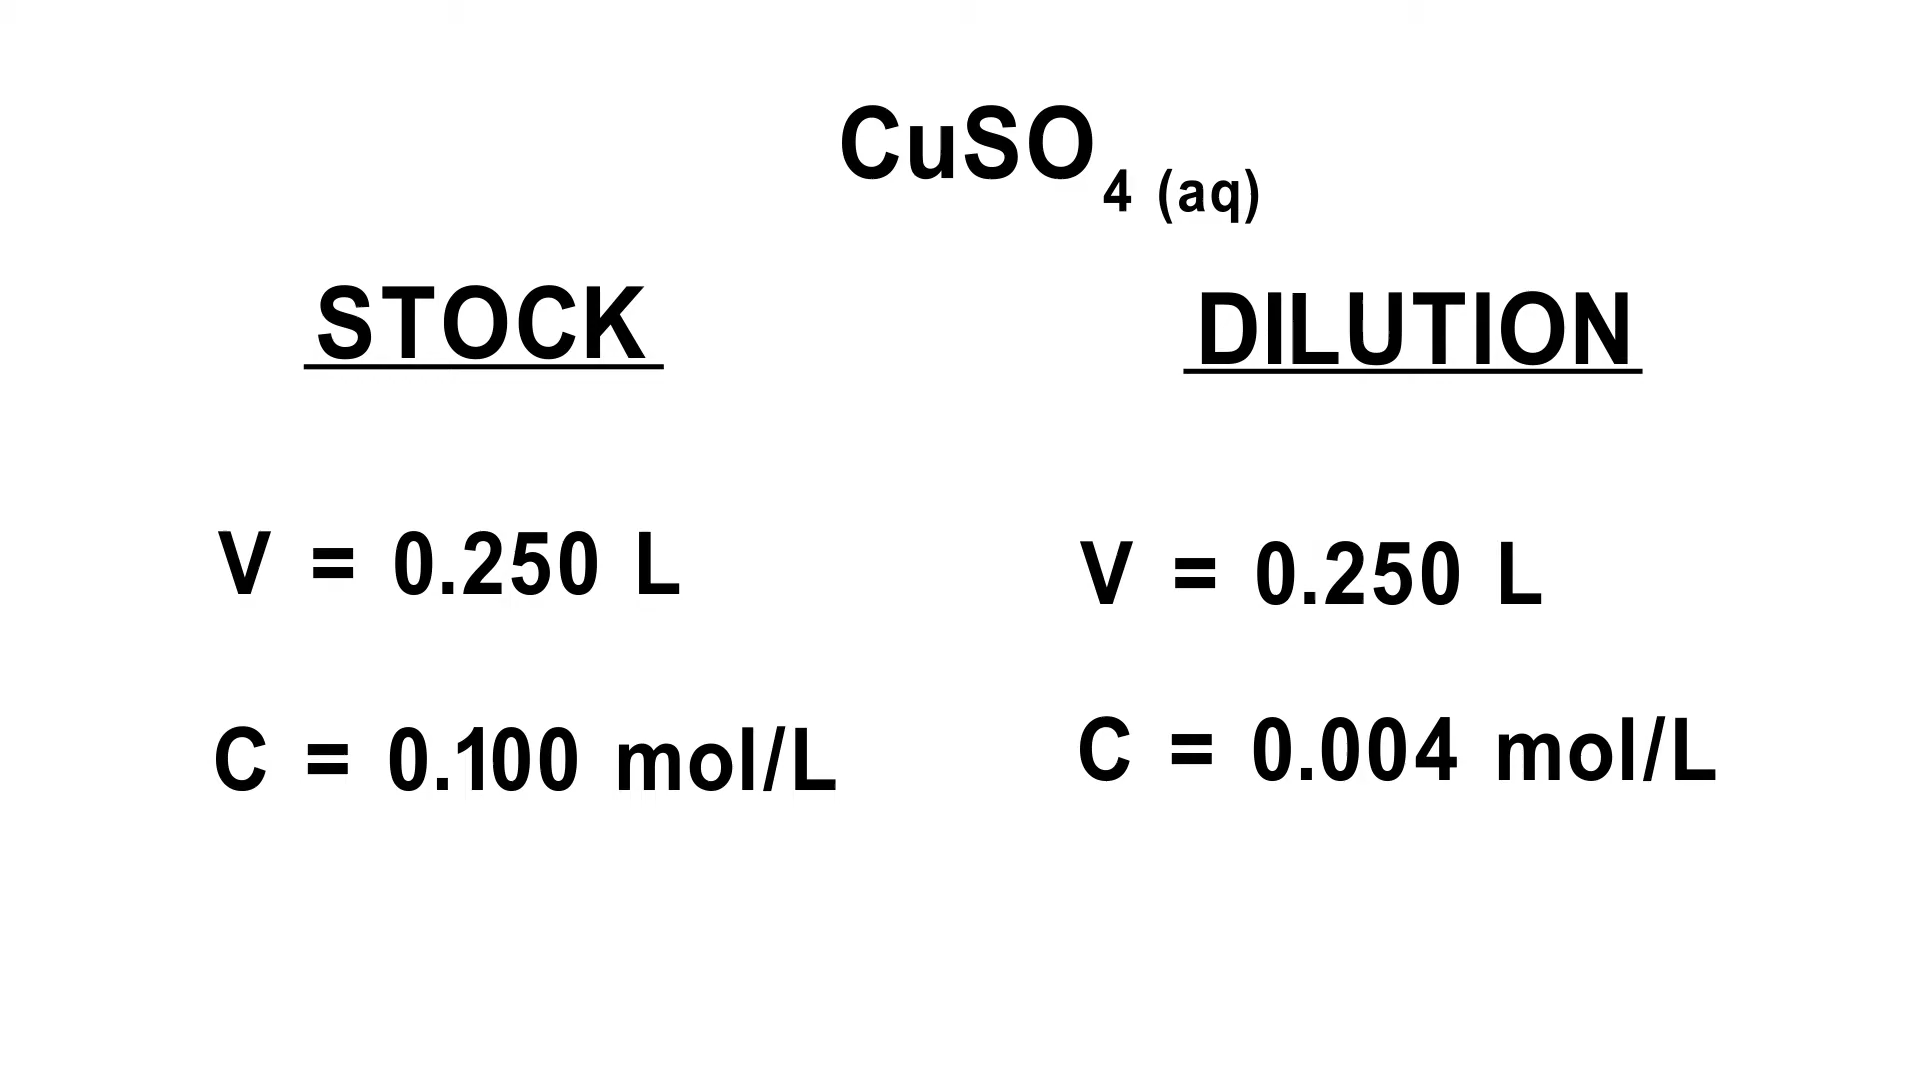 CuSO4 (aq)
STOCK
DILUTION
V = 0.250 L
V = 0.250 L
C = 0.100 mol/L
C = 0.004 mol/L